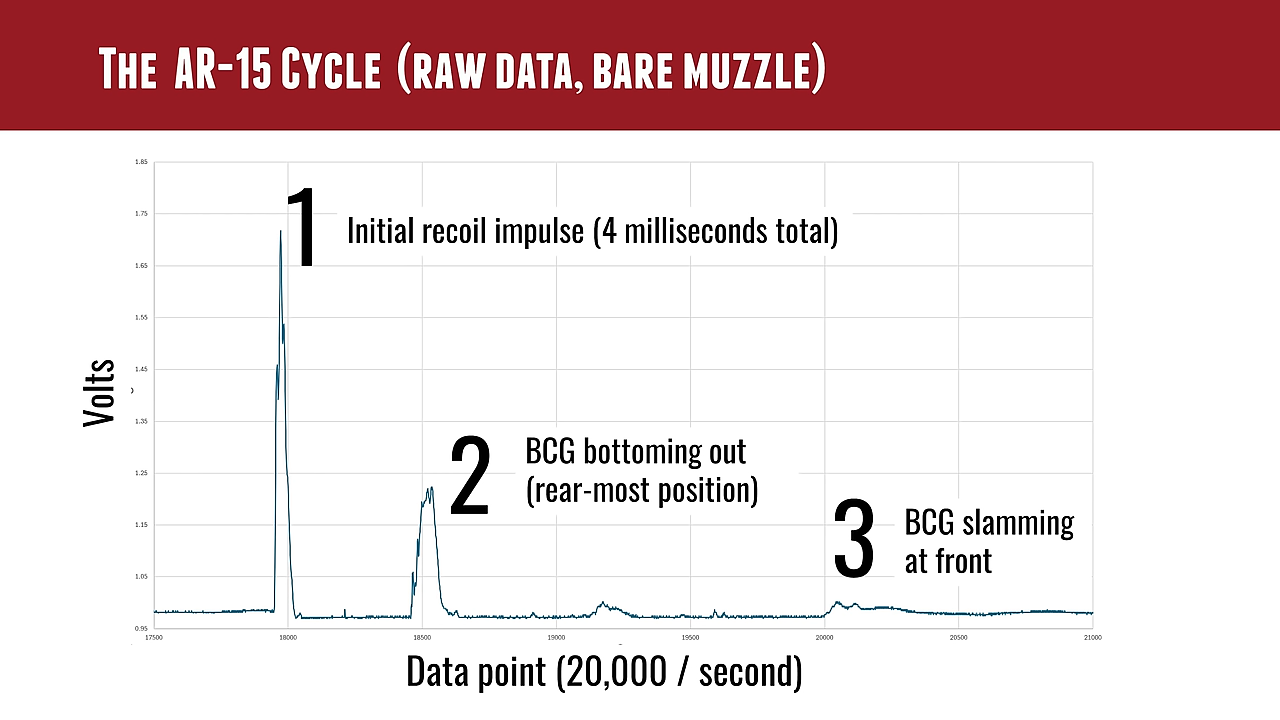 The AR-15 Cycle (raw data, bare muzzle)
1.85
1.75
1 Initial recoil impulse (4 milliseconds total)
1.65
1.55
1.45
Volts
1.35
2 BCG bottoming out
(rear-most position)
1.25
3 BCG slamming
at front
1.15
1.05
0.95
17500 18000 18500 19000 19500 20000 20500 21000
Data point (20,000 / second)